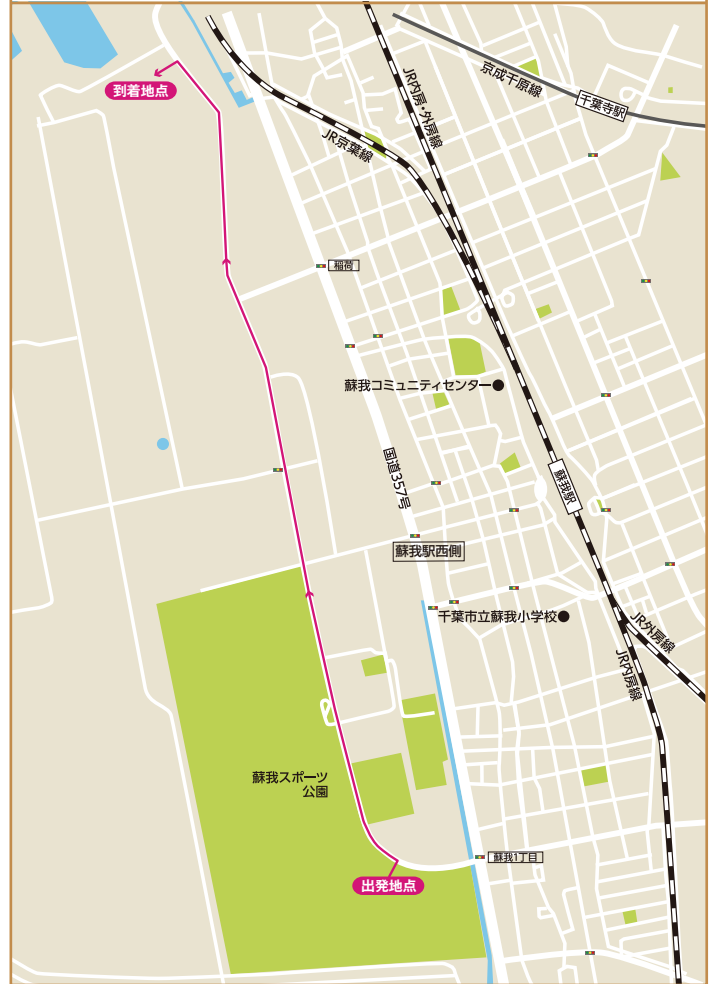 到着地点
JR京葉線
JR内房・外房線
京成千原線
千葉寺駅
稲荷
蘇我コミュニティセンター
国道357号
蘇我駅
蘇我駅西側
千葉市立蘇我小学校
JR外房線
JR内房線
蘇我スポーツ
公園
蘇我1丁目
出発地点